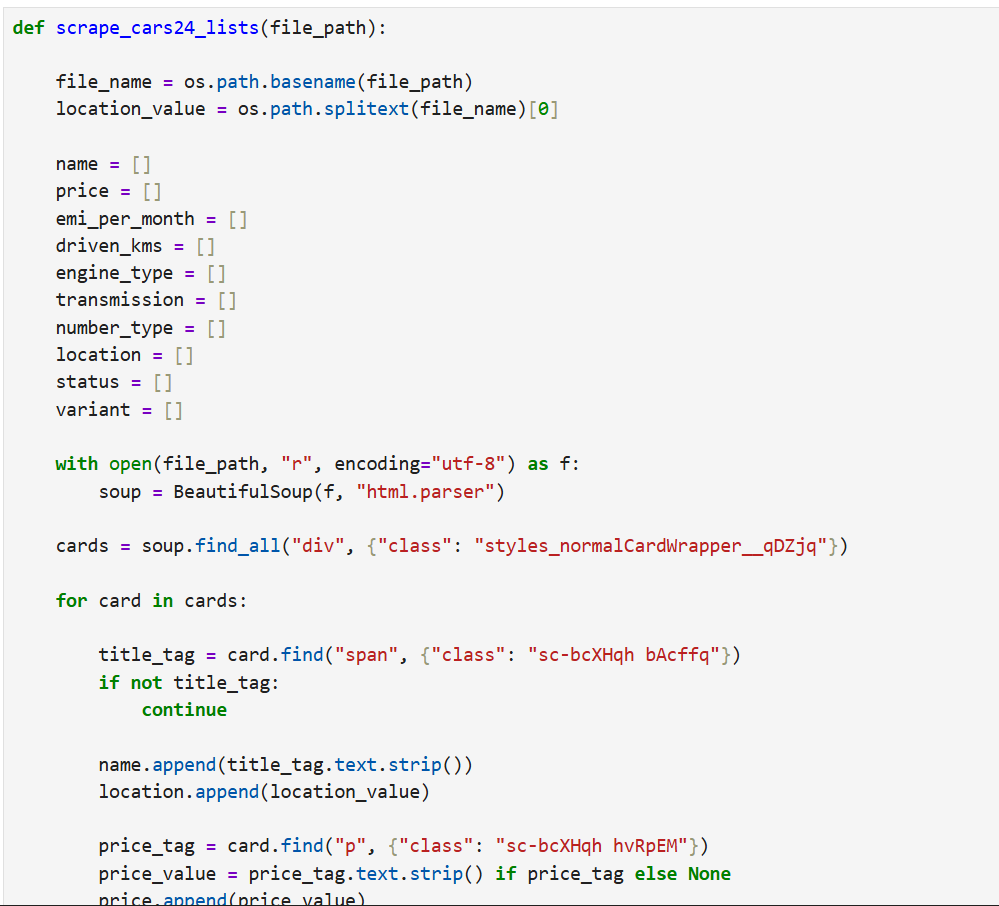 def scrape_cars24_lists(file_path):
file_name = os.path.basename(file_path)
location_value = os.path.splitext(file_name)[0]
name = []
price = []
emi_per_month = []
driven_kms = []
engine_type = []
transmission = []
number_type = []
location = []
status = []
variant = []
with open(file_path, "r", encoding="utf-8") as f:
soup = BeautifulSoup(f, "html.parser")
cards = soup.find_all("div", {"class": "styles_normalCardWrapper__qDZjq"})
for card in cards:
title_tag = card.find("span", {"class": "sc-bcXHqh bAcffq"})
if not title_tag:
continue
name.append(title_tag.text.strip())
location.append(location_value)
price_tag = card.find("p", {"class": "sc-bcXHqh hvRpEM"})
price_value = price_tag.text.strip() if price_tag else None
price.append(price_value)